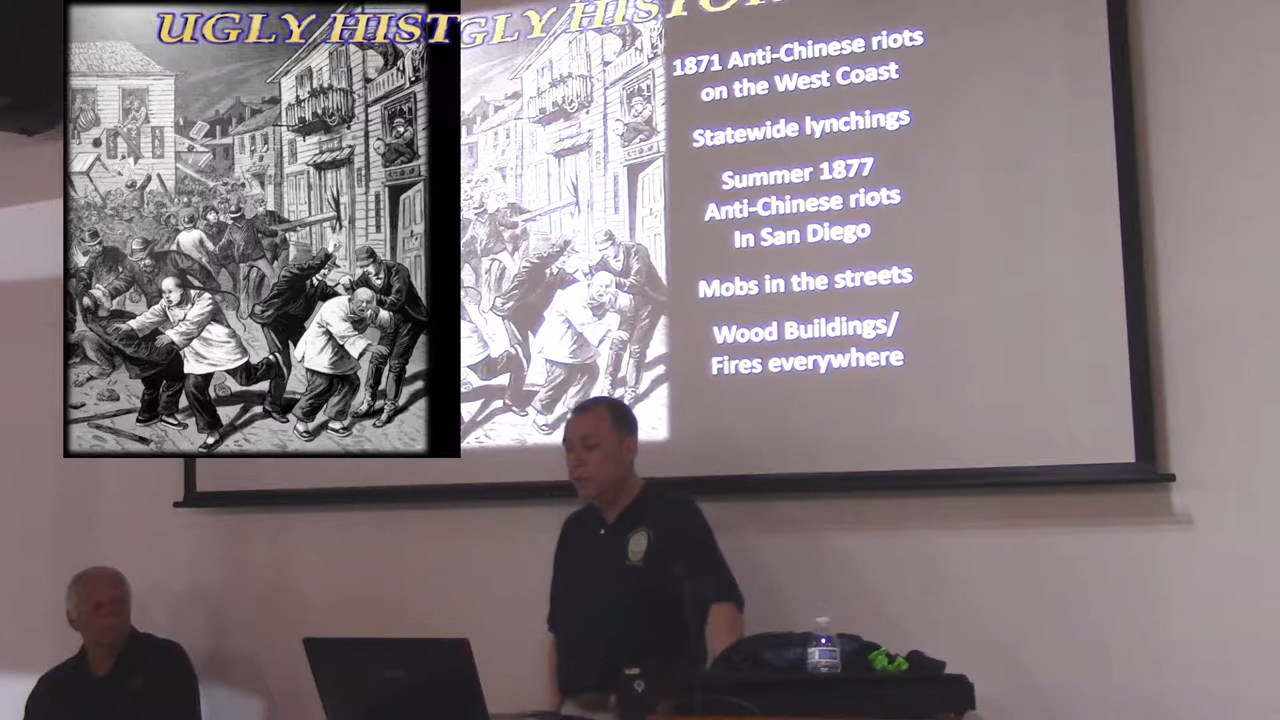 UGLY HIST
GLY HISTO
1871 Anti-Chinese riots
on the West Coast
Statewide lynchings
Summer 1877
Anti-Chinese riots
In San Diego
Mobs in the streets
Wood Buildings/
Fires everywhere